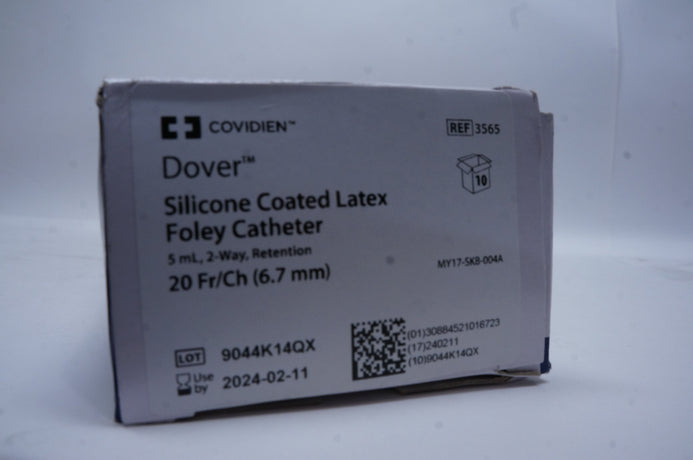 COVIDIEN™
REF 3565
Dover™
10
Silicone Coated Latex
Foley Catheter
5 mL, 2-Way, Retention
20 Fr/Ch (6.7 mm)
MY17-SKB-004A
LOT 9044K14QX
Use by 2024-02-11
(01)30884521016723
(17)240211
(10)9044K14QX